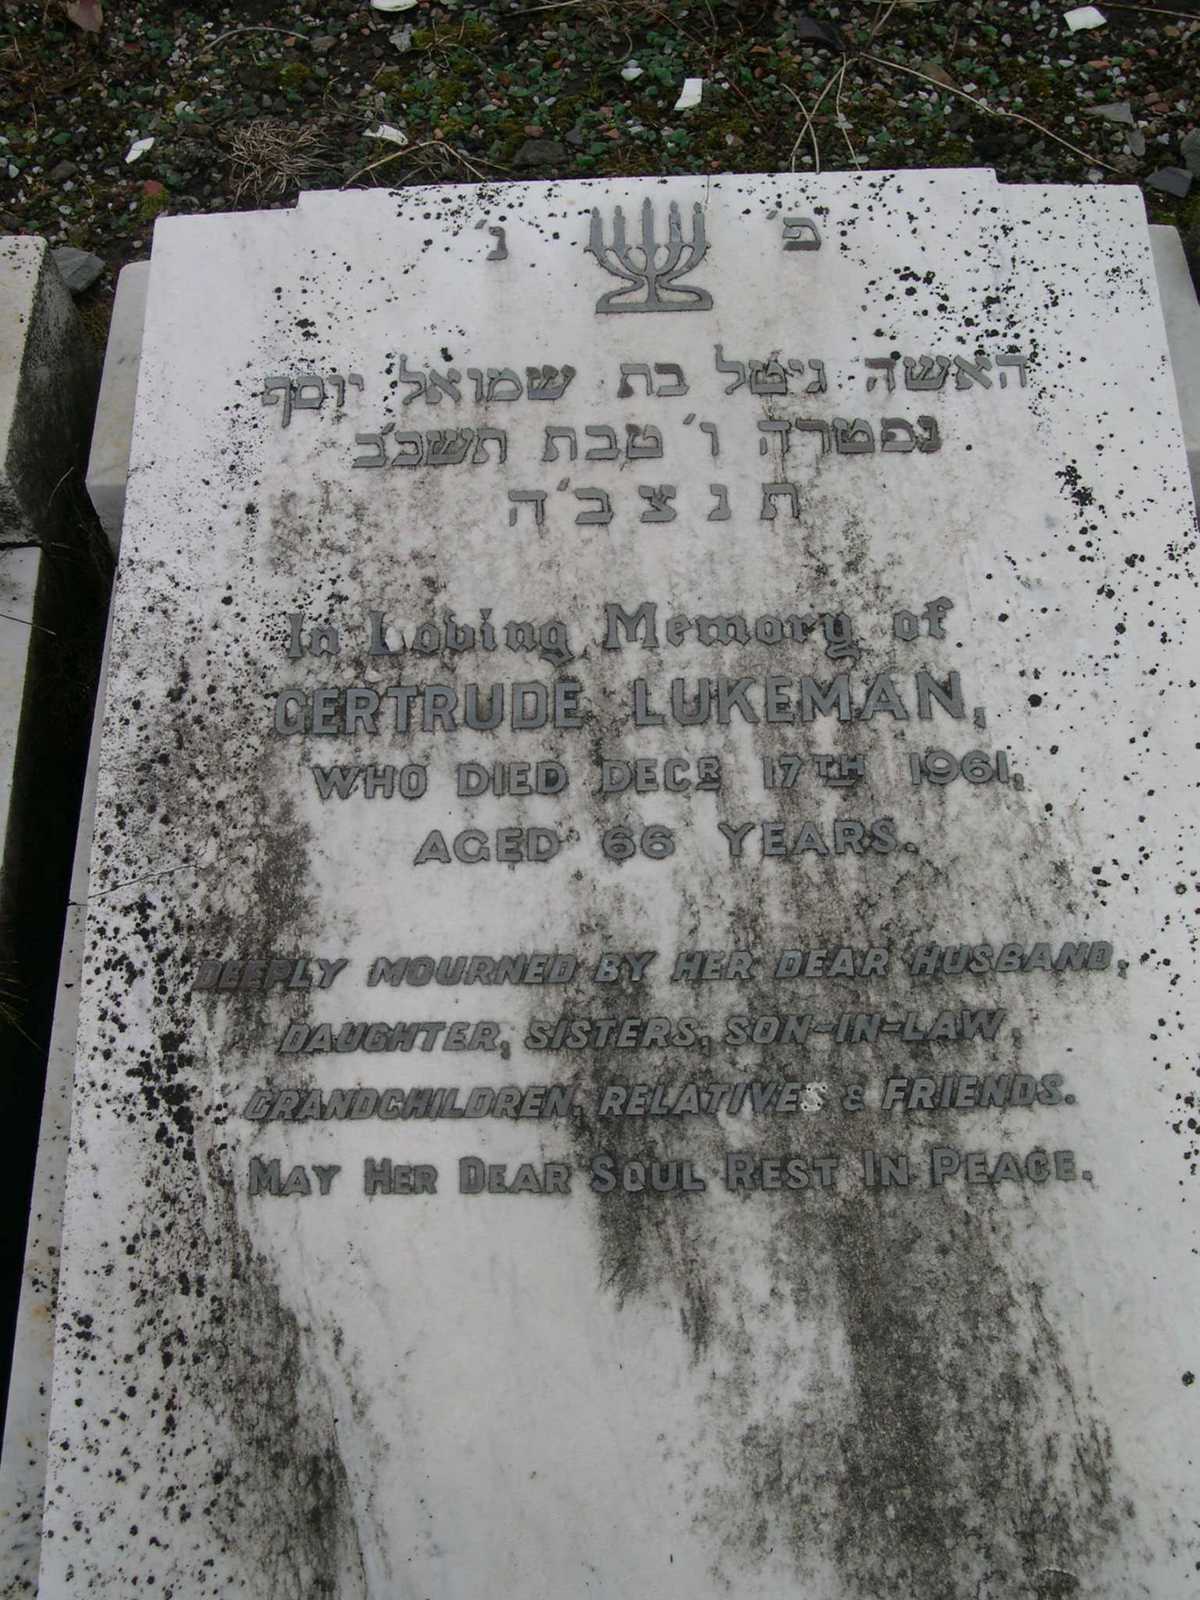 פ׳ נ׳
האשה גיטל בת שמואל יוסף
נפטרה ו׳ טבת תשכ״ב
ת נ צ ב׳ ה
In Loving Memory of
GERTRUDE LUKEMAN,
WHO DIED DECR 17TH 1961,
AGED 66 YEARS.
DEEPLY MOURNED BY HER DEAR HUSBAND,
DAUGHTER, SISTERS, SON-IN-LAW,
GRANDCHILDREN, RELATIVES & FRIENDS.
MAY HER DEAR SOUL REST IN PEACE.